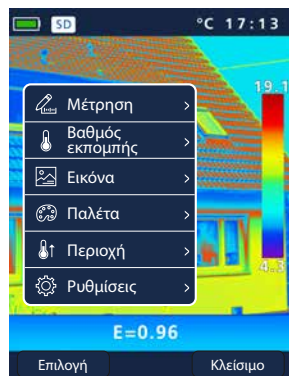 SD °C 17:13
19.1
Μέτρηση
Βαθμός
εκπομπής
Εικόνα
Παλέτα
Περιοχή
Ρυθμίσεις
4.3
E=0.96
Επιλογή Κλείσιμο